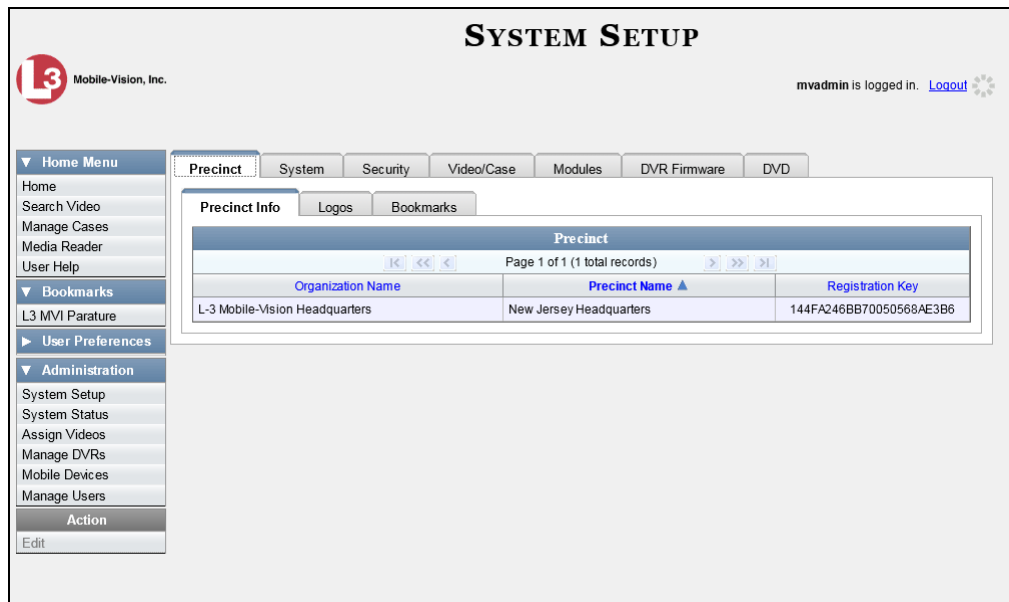 SYSTEM SETUP
L3 Mobile-Vision, Inc.
mvadmin is logged in. Logout
Home Menu
Home
Search Video
Manage Cases
Media Reader
User Help
Bookmarks
L3 MVI Parature
User Preferences
Administration
System Setup
System Status
Assign Videos
Manage DVRs
Mobile Devices
Manage Users
Action
Edit
Precinct System Security Video/Case Modules DVR Firmware DVD
Precinct Info Logos Bookmarks
Precinct
Page 1 of 1 (1 total records)
Organization Name Precinct Name Registration Key
L-3 Mobile-Vision Headquarters New Jersey Headquarters 144FA246BB70050568AE3B6